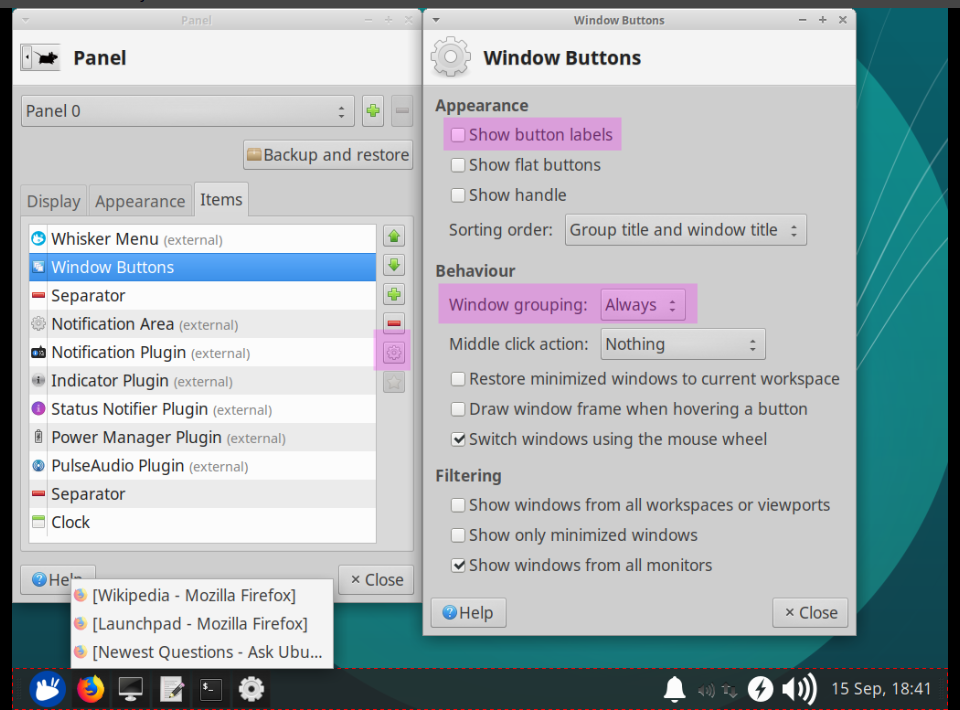 Panel
Panel
Panel 0
Backup and restore
Display Appearance Items
Whisker Menu (external)
Window Buttons
Separator
Notification Area (external)
Notification Plugin (external)
Indicator Plugin (external)
Status Notifier Plugin (external)
Power Manager Plugin (external)
PulseAudio Plugin (external)
Separator
Clock
Help
Close
Window Buttons
Window Buttons
Appearance
Show button labels
Show flat buttons
Show handle
Sorting order: Group title and window title
Behaviour
Window grouping: Always
Middle click action: Nothing
Restore minimized windows to current workspace
Draw window frame when hovering a button
Switch windows using the mouse wheel
Filtering
Show windows from all workspaces or viewports
Show only minimized windows
Show windows from all monitors
Help
Close
[Wikipedia - Mozilla Firefox]
[Launchpad - Mozilla Firefox]
[Newest Questions - Ask Ubu...
15 Sep, 18:41